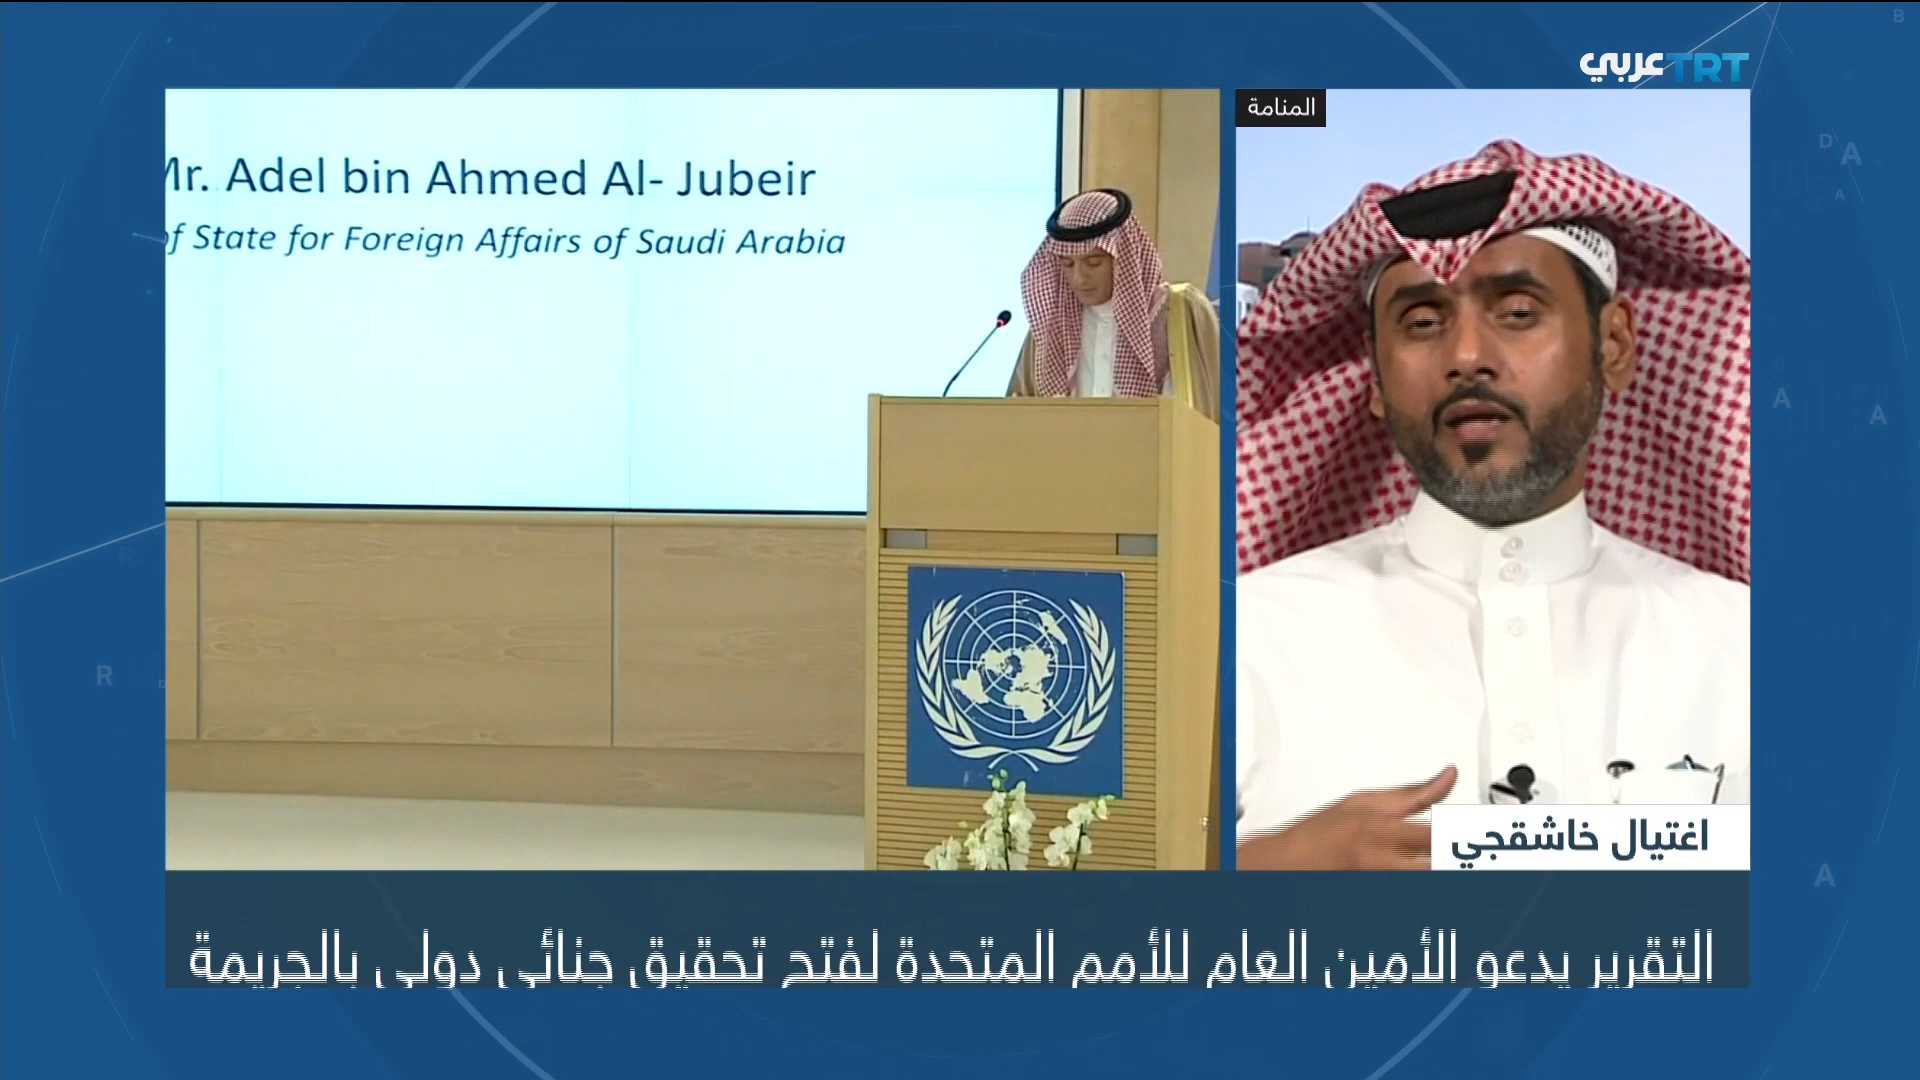 TRT عربي
المنامة
Mr. Adel bin Ahmed Al- Jubeir
of State for Foreign Affairs of Saudi Arabia
اغتيال خاشقجي
التقرير يدعو الأمين العام للأمم المتحدة لفتح تحقيق جنائي دولي بالجريمة